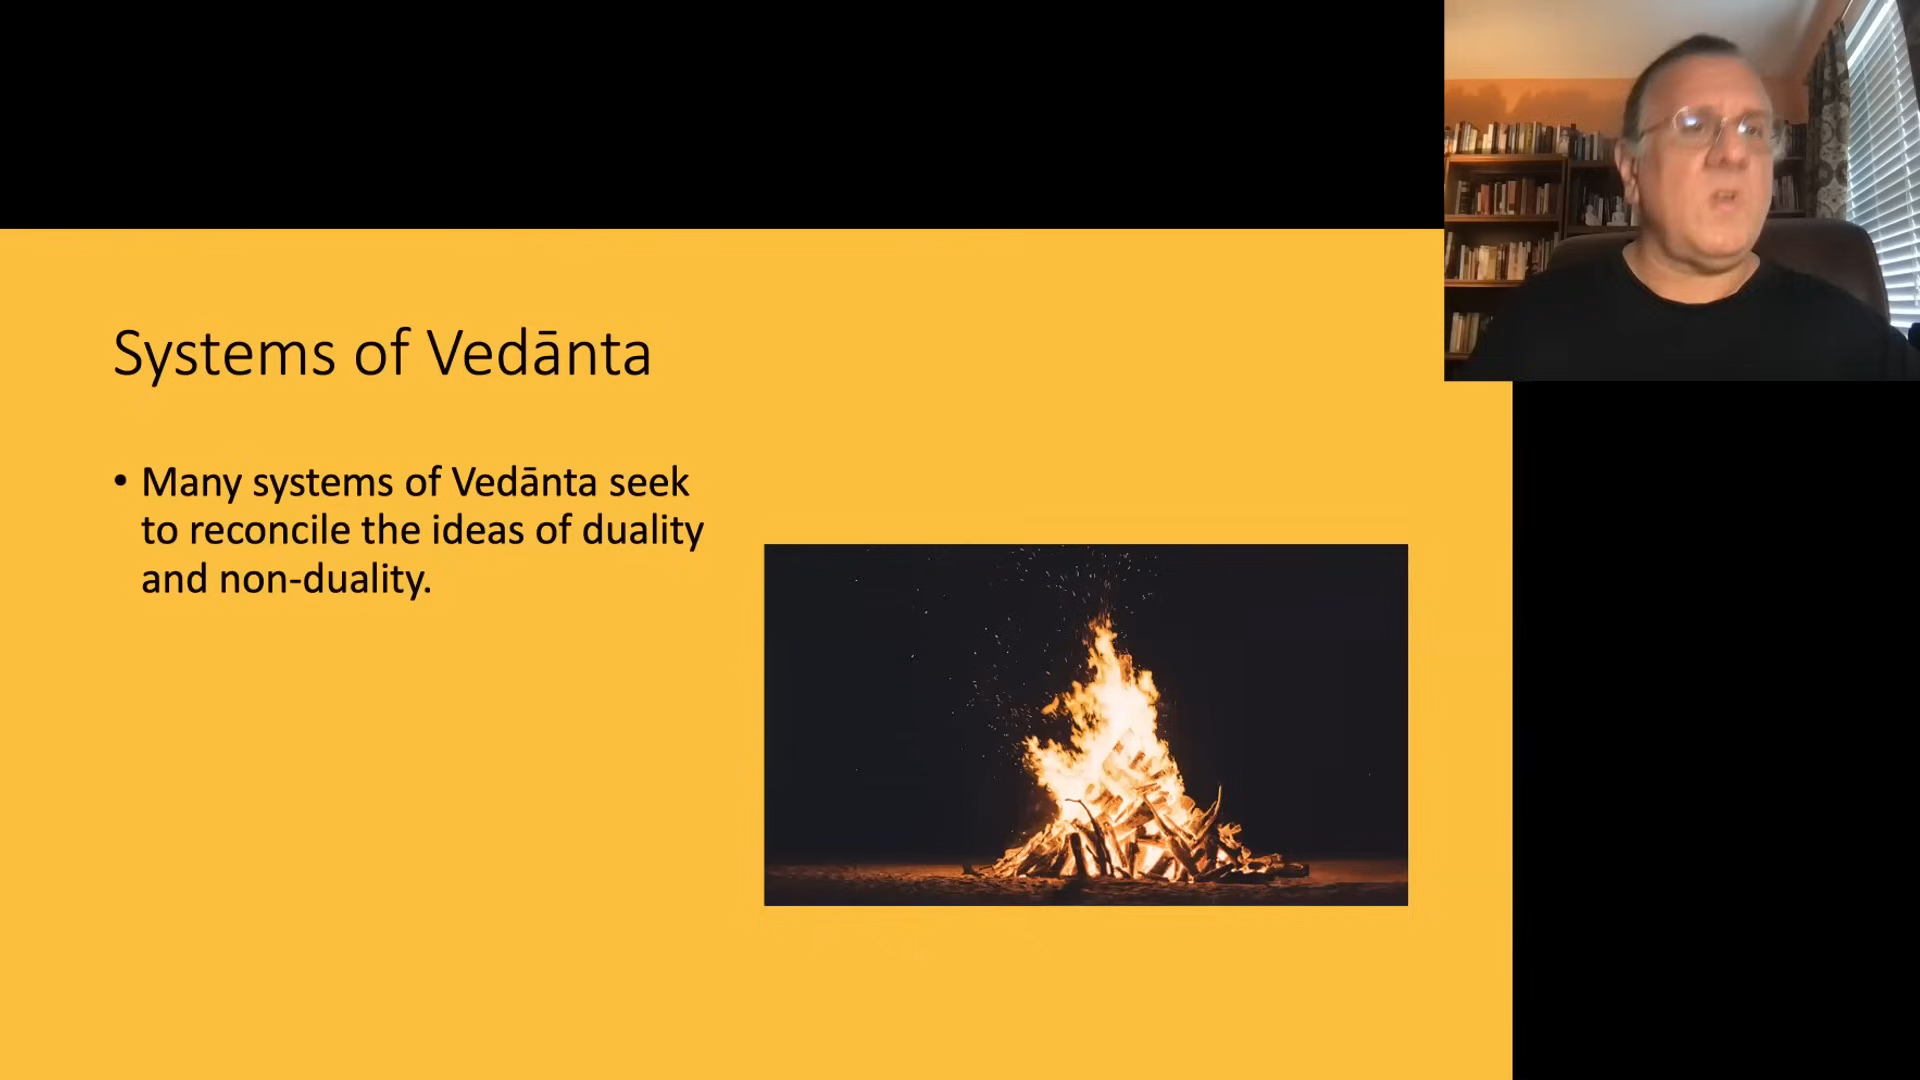 Systems of Vedānta
• Many systems of Vedānta seek
to reconcile the ideas of duality
and non-duality.